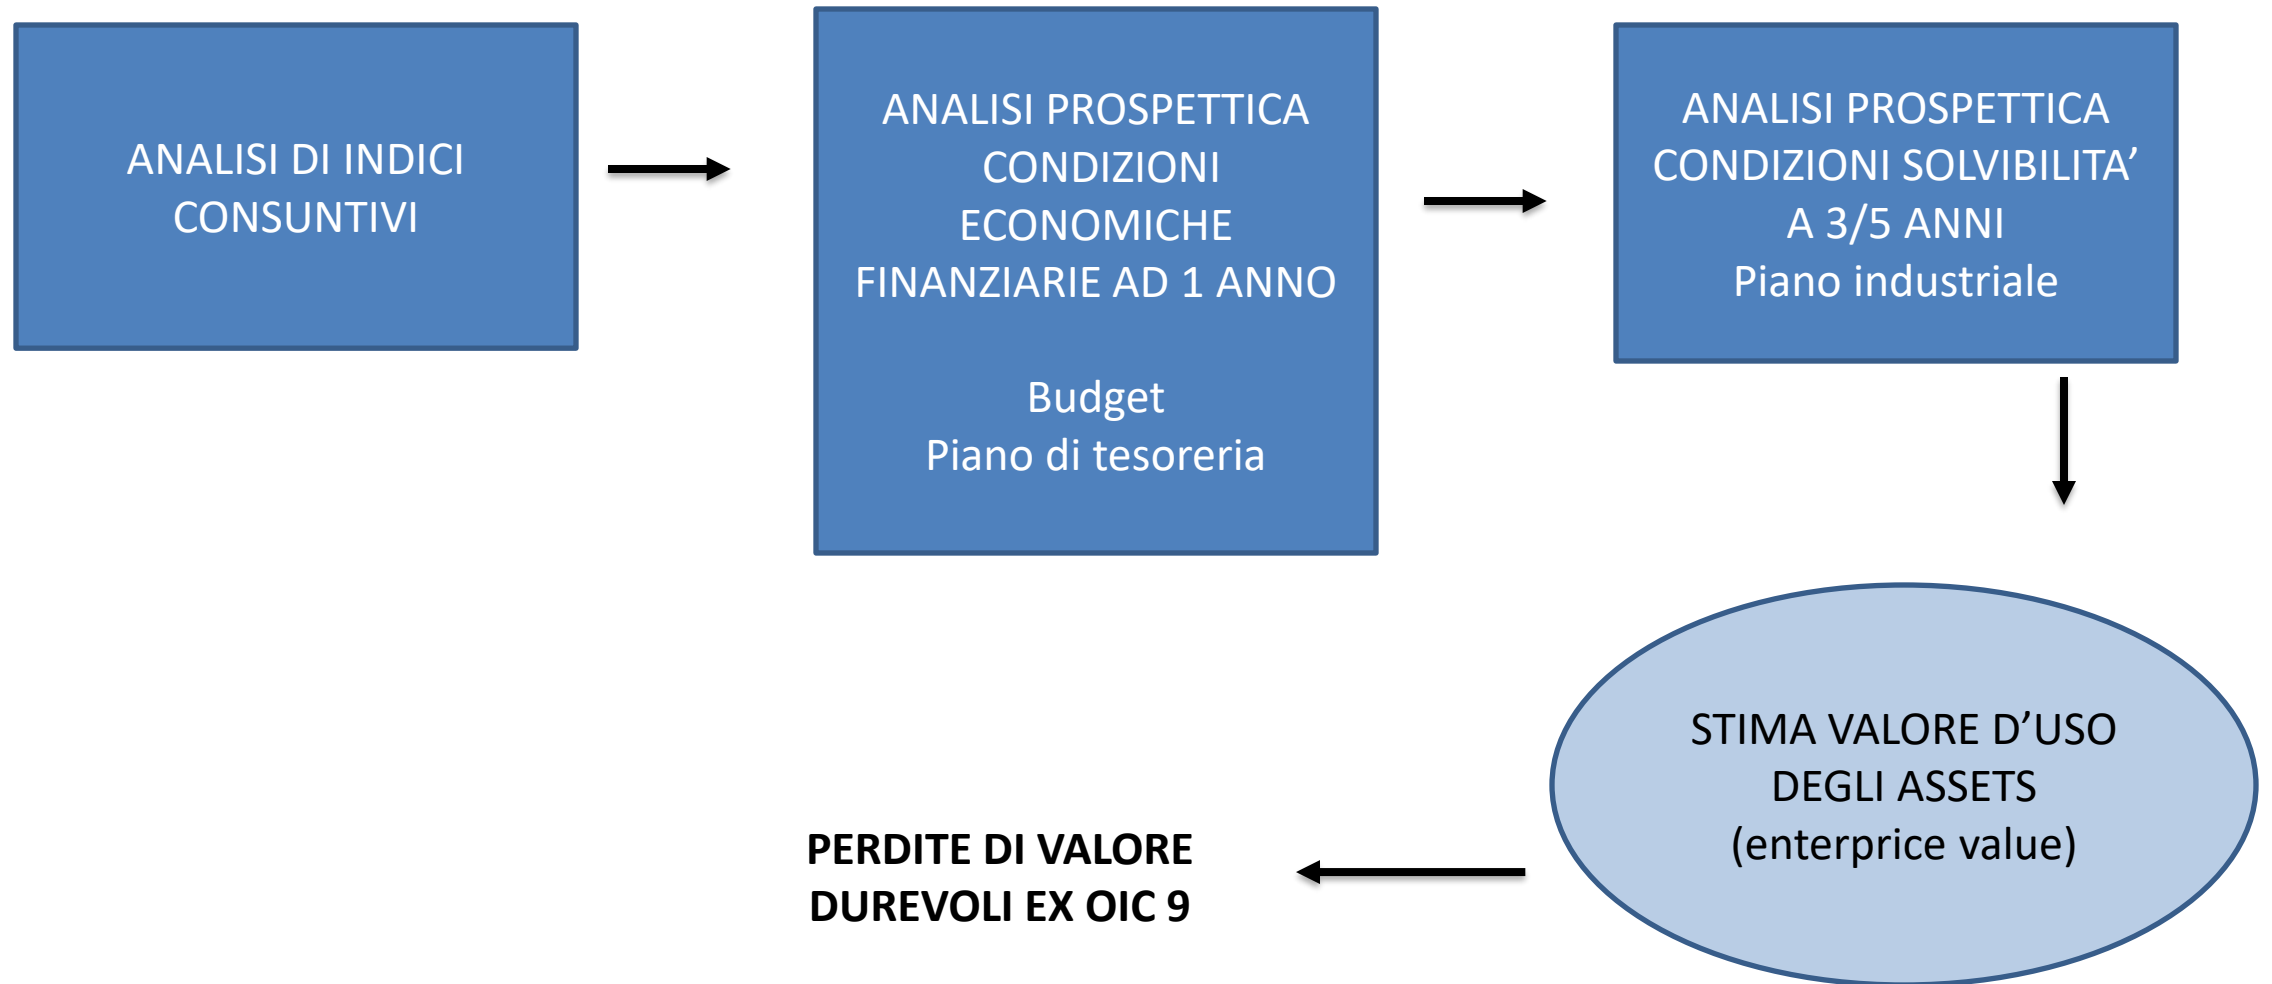 ANALISI DI INDICI
CONSUNTIVI
ANALISI PROSPETTICA
CONDIZIONI
ECONOMICHE
FINANZIARIE AD 1 ANNO
Budget
Piano di tesoreria
ANALISI PROSPETTICA
CONDIZIONI SOLVIBILITA’
A 3/5 ANNI
Piano industriale
STIMA VALORE D’USO
DEGLI ASSETS
(enterprice value)
PERDITE DI VALORE
DUREVOLI EX OIC 9